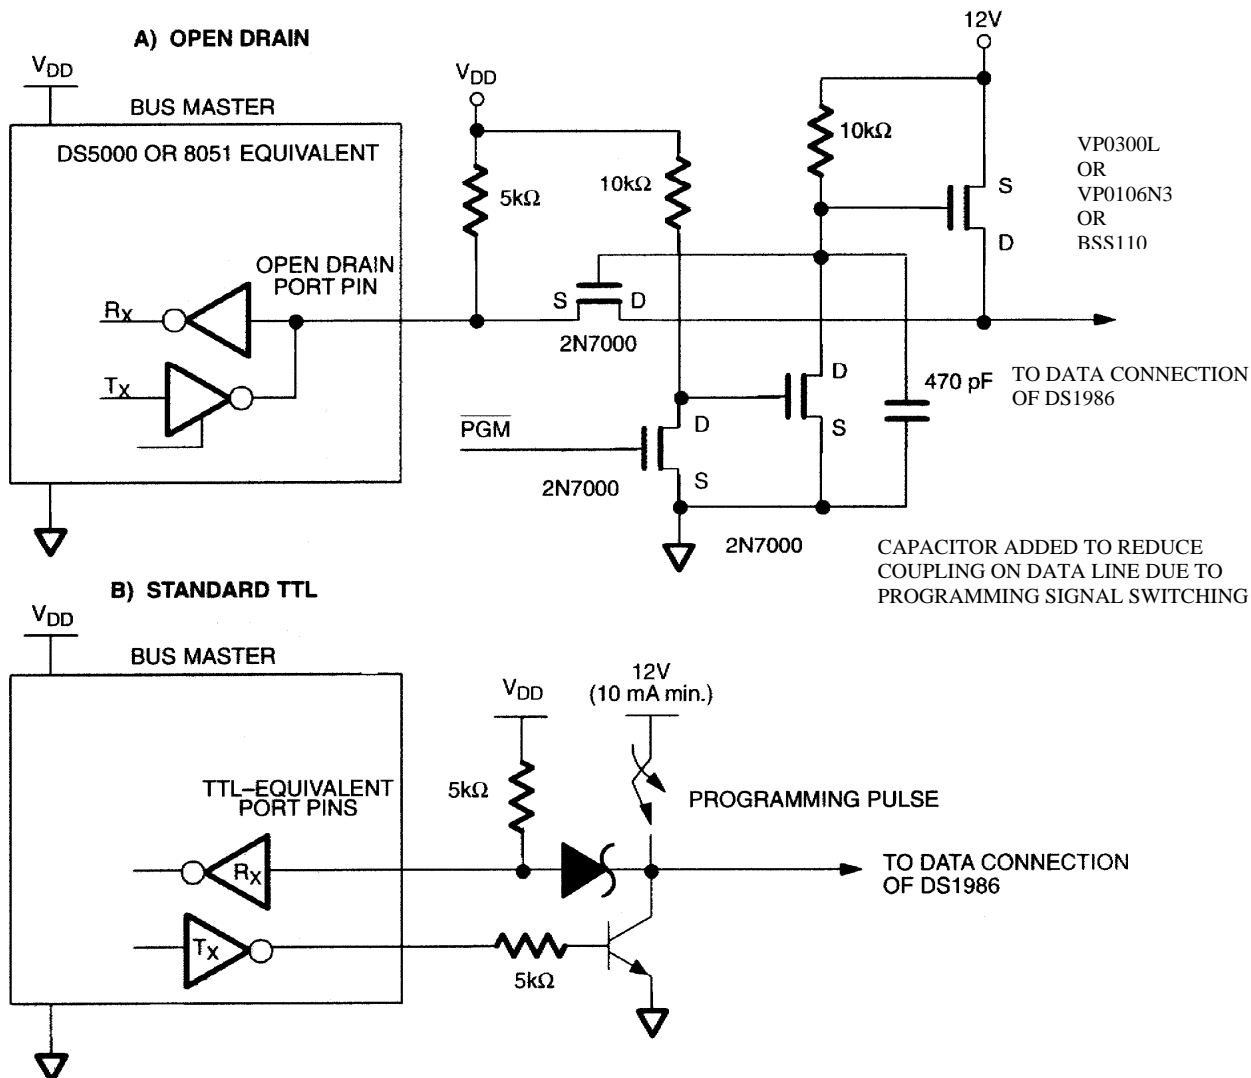 A) OPEN DRAIN
VDD
BUS MASTER
DS5000 OR 8051 EQUIVALENT
OPEN DRAIN
PORT PIN
RX
TX
VDD
5kΩ
10kΩ
S
D
2N7000
PGM
D
S
2N7000
12V
10kΩ
S
D
VP0300L
OR
VP0106N3
OR
BSS110
D
S
2N7000
470 pF
TO DATA CONNECTION
OF DS1986
CAPACITOR ADDED TO REDUCE
COUPLING ON DATA LINE DUE TO
PROGRAMMING SIGNAL SWITCHING
B) STANDARD TTL
VDD
BUS MASTER
TTL–EQUIVALENT
PORT PINS
RX
TX
VDD
5kΩ
5kΩ
12V
(10 mA min.)
PROGRAMMING PULSE
TO DATA CONNECTION
OF DS1986